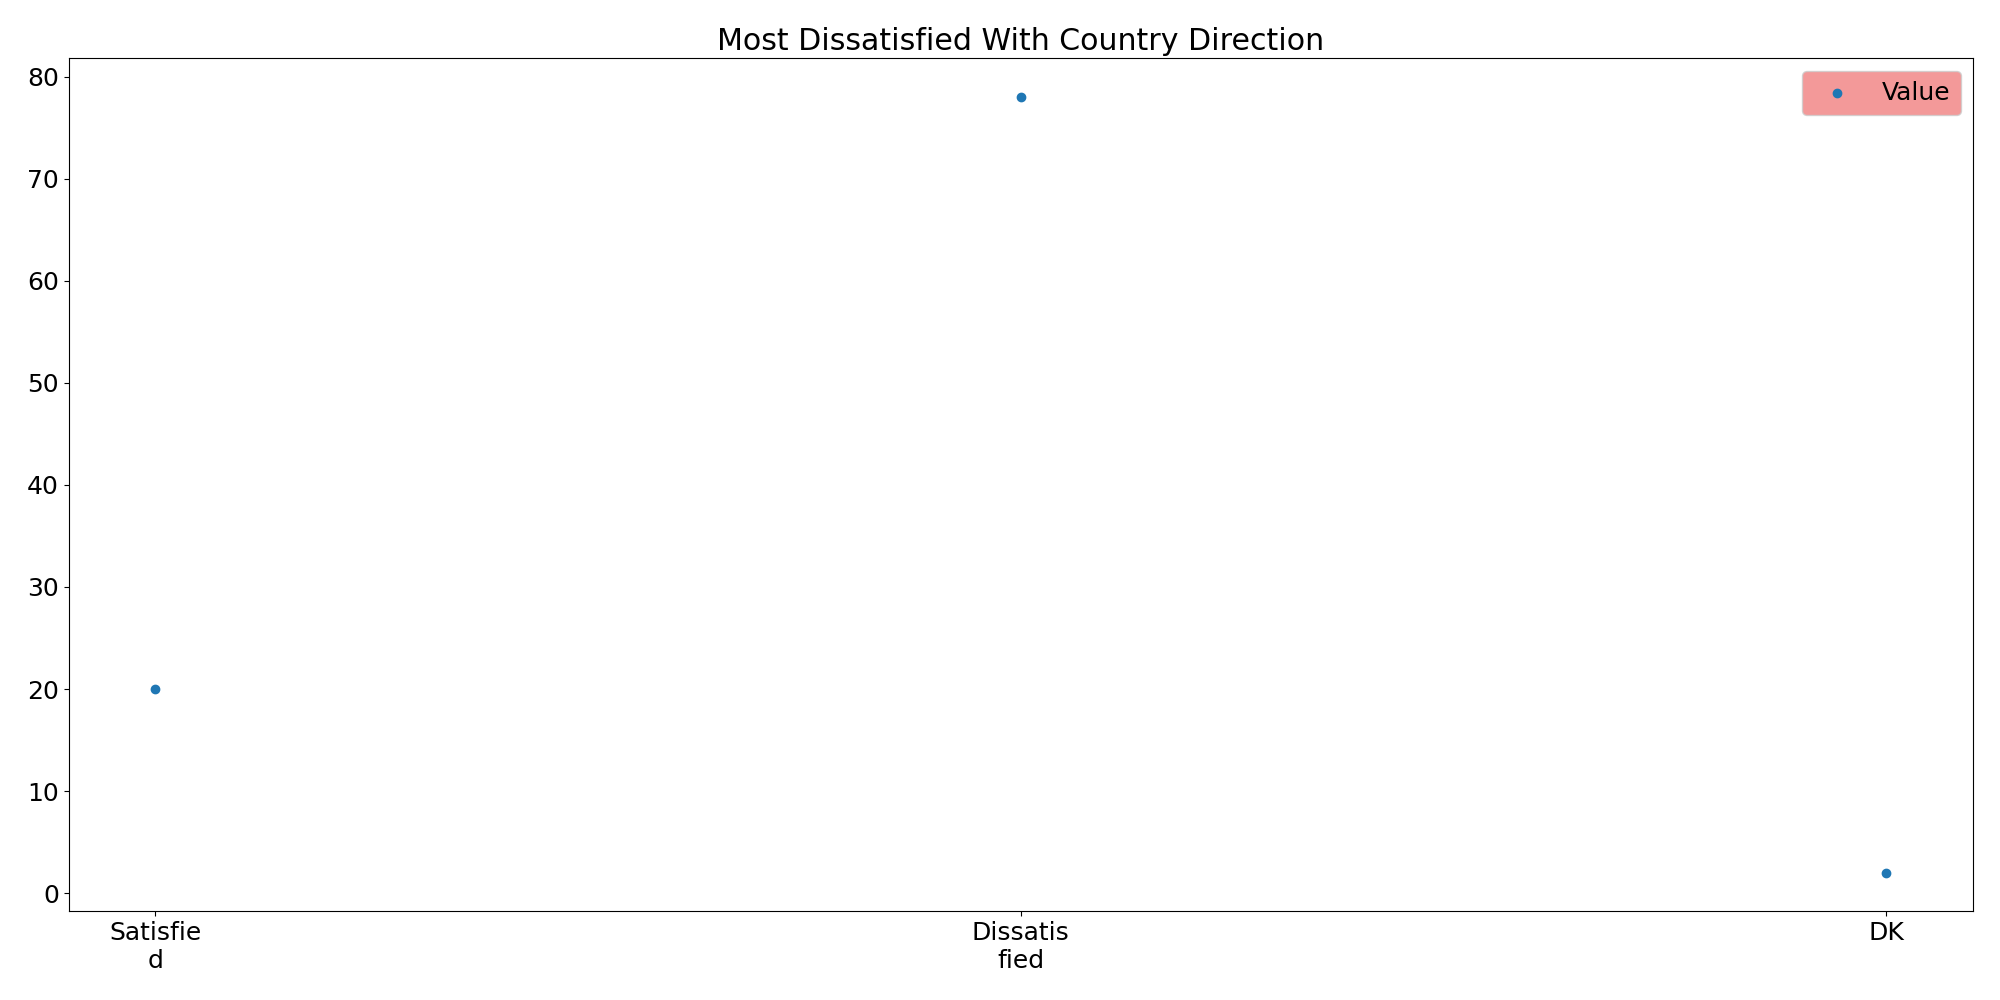 Most Dissatisfied With Country Direction
Value
80
70
60
50
40
30
20
10
0
Satisfie
d
Dissatis
fied
DK